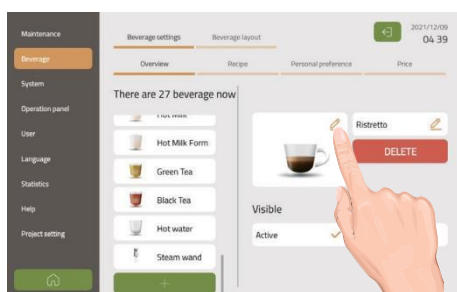 Maintenance
Beverage
System
Operation panel
User
Language
Statistics
Help
Project setting
Beverage settings
Beverage layout
2021/12/09
04 39
Overview
Recipe
Personal preference
Price
There are 27 beverage now
Hot Milk
Hot Milk Form
Green Tea
Black Tea
Hot water
Steam wand
Ristretto
DELETE
Visible
Active